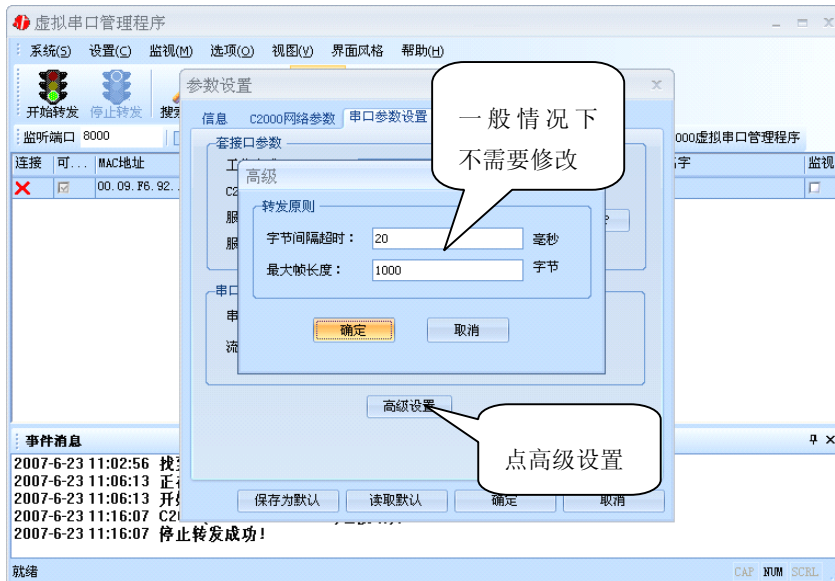 虚拟串口管理程序
系统(S) 设置(C) 监视(M) 选项(O) 视图(V) 界面风格 帮助(H)
开始转发 停止转发
监听端口 8000
000虚拟串口管理程序
连接 可... MAC地址
监视
00.09.F6.92.
参数设置
信息 C2000网络参数 串口参数设置
套接口参数
高级
转发原则
字节间隔超时： 20 毫秒
最大帧长度： 1000 字节
确定 取消
一般情况下
不需要修改
高级设置
点高级设置
保存为默认 读取默认 确定 取消
事件消息
2007-6-23 11:02:56
2007-6-23 11:06:13
2007-6-23 11:06:13
2007-6-23 11:16:07
2007-6-23 11:16:07 停止转发成功!
就绪
CAP NUM SCRL